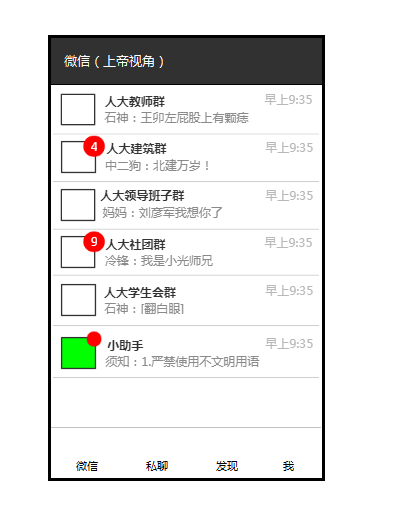 微信（上帝视角）
人大教师群 早上9:35
石神：王卯左屁股上有颗痣
4 人大建筑群 早上9:35
中二狗：北建万岁！
人大领导班子群 早上9:35
妈妈：刘彦军我想你了
9 人大社团群 早上9:35
冷锋：我是小光师兄
人大学生会群 早上9:35
石神：[翻白眼]
小助手 早上9:35
须知：1.严禁使用不文明用语
微信 私聊 发现 我